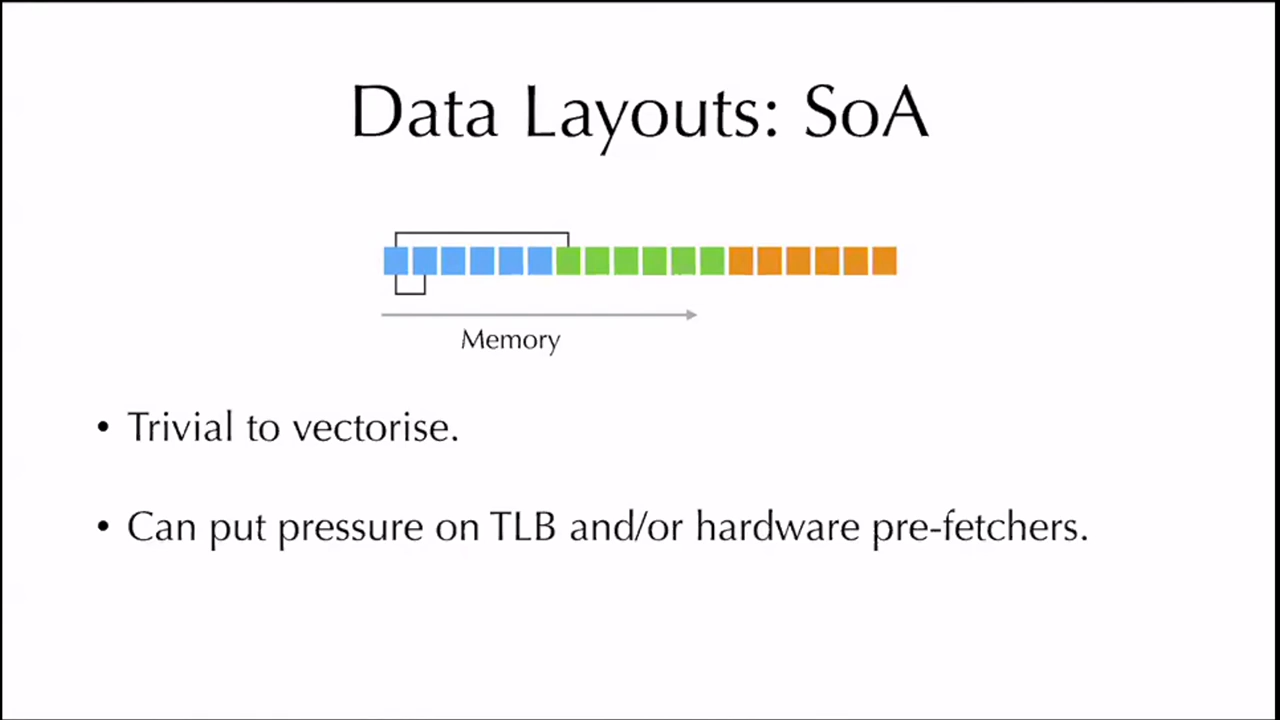 Data Layouts: SoA
Memory
• Trivial to vectorise.
• Can put pressure on TLB and/or hardware pre-fetchers.